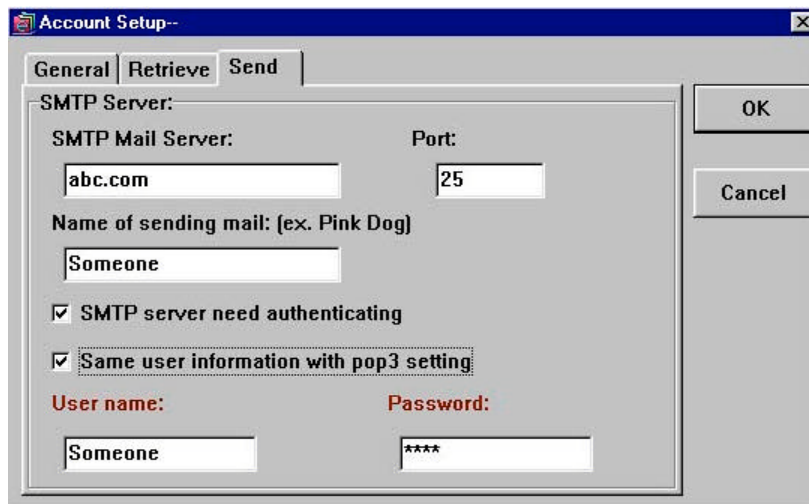 Account Setup--
General Retrieve Send
SMTP Server:
SMTP Mail Server: Port:
abc.com 25
Name of sending mail: (ex. Pink Dog)
Someone
SMTP server need authenticating
Same user information with pop3 setting
User name: Password:
Someone ****
OK
Cancel